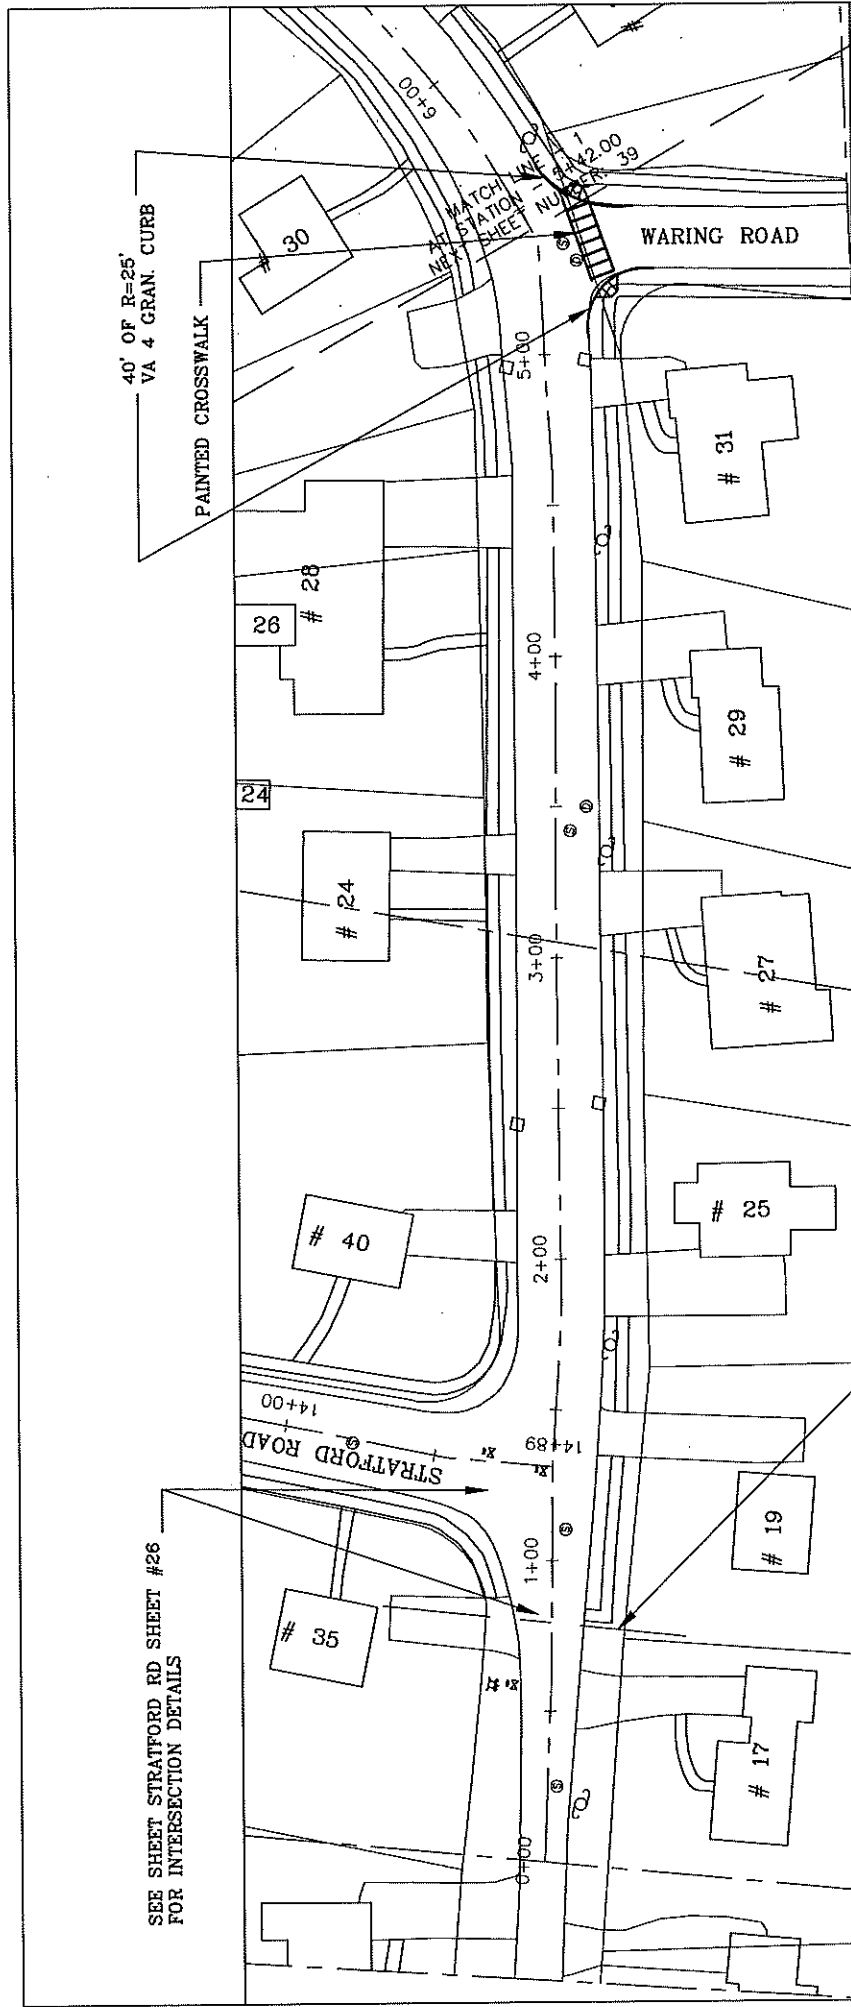 40' OF R=25'
VA 4 GRAN. CURB
PAINTED CROSSWALK
SEE SHEET STRATFORD RD SHEET #26
FOR INTERSECTION DETAILS
MATCH LINE 1
AT STATION - 5+42.00
NEXT SHEET NUMBER: 39
WARING ROAD
STRATFORD ROAD
14+00
14+89
0+00
1+00
2+00
3+00
4+00
5+00
6+00
# 30
# 28
26
24
# 24
# 40
# 35
# 31
# 29
# 27
# 25
# 19
# 17
#
S
D
S
D
S
S
S
S